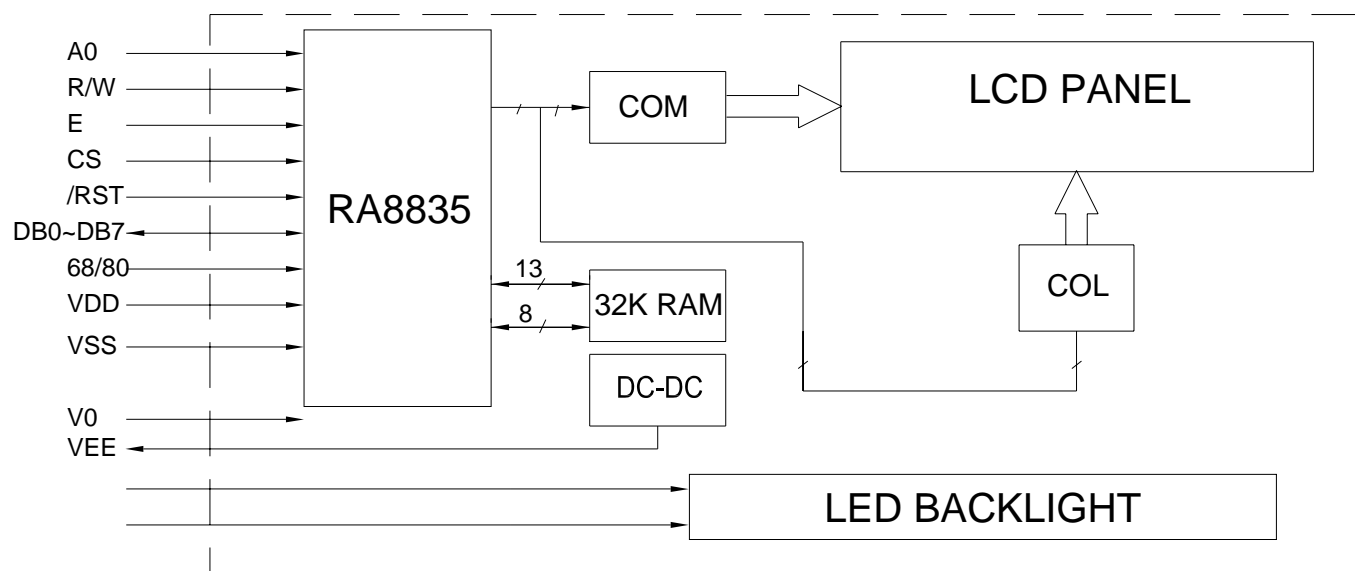 A0
R/W
E
CS
/RST
DB0~DB7
68/80
VDD
VSS
V0
VEE
RA8835
13
8
COM
32K RAM
DC-DC
LCD PANEL
COL
LED BACKLIGHT